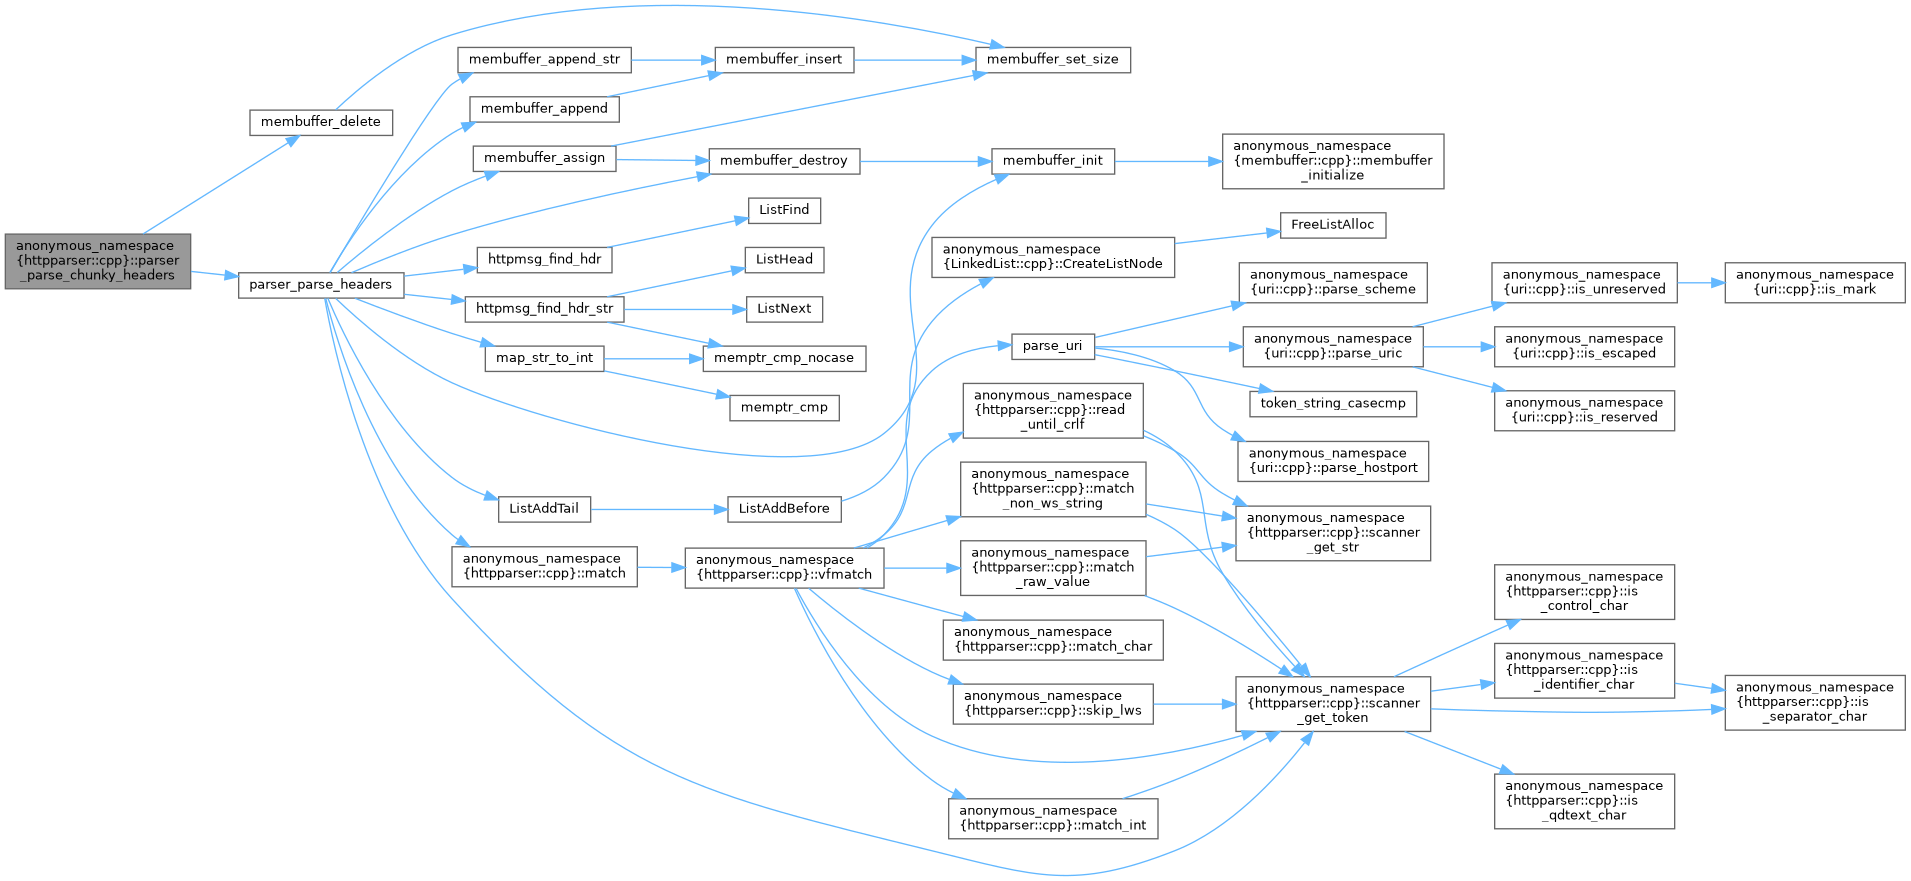 anonymous_namespace
{httpparser::cpp}::parser
_parse_chunky_headers
membuffer_delete
parser_parse_headers
membuffer_append_str
membuffer_append
membuffer_assign
httpmsg_find_hdr
httpmsg_find_hdr_str
map_str_to_int
ListAddTail
anonymous_namespace
{httpparser::cpp}::match
membuffer_insert
membuffer_destroy
ListFind
ListHead
ListNext
memptr_cmp_nocase
memptr_cmp
ListAddBefore
anonymous_namespace
{httpparser::cpp}::vfmatch
membuffer_set_size
membuffer_init
anonymous_namespace
{LinkedList::cpp}::CreateListNode
parse_uri
anonymous_namespace
{httpparser::cpp}::read
_until_crlf
anonymous_namespace
{httpparser::cpp}::match
_non_ws_string
anonymous_namespace
{httpparser::cpp}::match
_raw_value
anonymous_namespace
{httpparser::cpp}::match_char
anonymous_namespace
{httpparser::cpp}::skip_lws
anonymous_namespace
{httpparser::cpp}::match_int
anonymous_namespace
{membuffer::cpp}::membuffer
_initialize
FreeListAlloc
anonymous_namespace
{uri::cpp}::parse_scheme
anonymous_namespace
{uri::cpp}::parse_uric
token_string_casecmp
anonymous_namespace
{uri::cpp}::parse_hostport
anonymous_namespace
{httpparser::cpp}::scanner
_get_str
anonymous_namespace
{httpparser::cpp}::scanner
_get_token
anonymous_namespace
{uri::cpp}::is_unreserved
anonymous_namespace
{uri::cpp}::is_escaped
anonymous_namespace
{uri::cpp}::is_reserved
anonymous_namespace
{httpparser::cpp}::is
_control_char
anonymous_namespace
{httpparser::cpp}::is
_identifier_char
anonymous_namespace
{httpparser::cpp}::is
_qdtext_char
anonymous_namespace
{uri::cpp}::is_mark
anonymous_namespace
{httpparser::cpp}::is
_separator_char